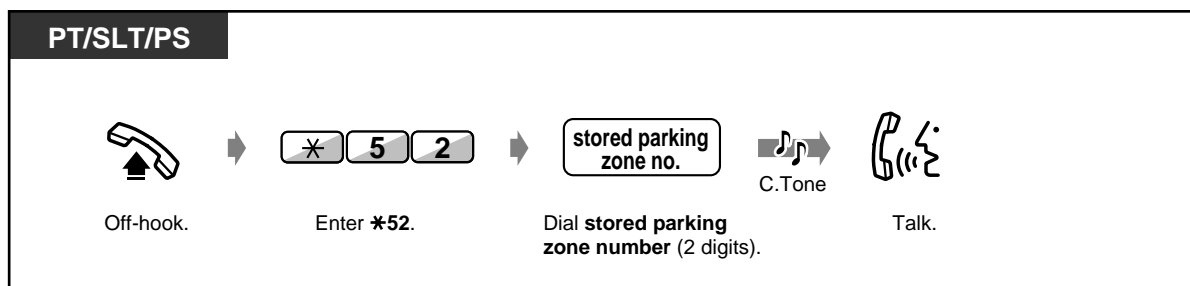 PT/SLT/PS
* 5 2
stored parking
zone no.
C.Tone
Off-hook.
Enter *52.
Dial stored parking
zone number (2 digits).
Talk.